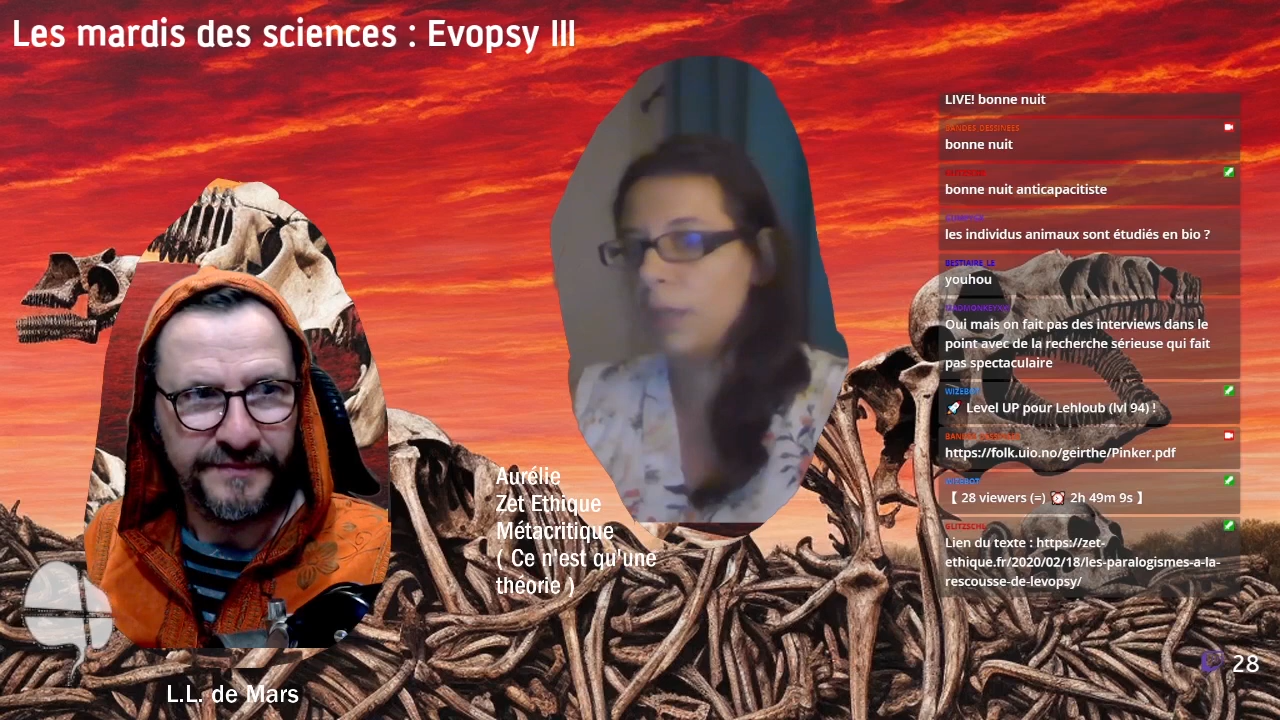 Les mardis des sciences : Evopsy III
LIVE! bonne nuit
BANDES_DESSINEES
bonne nuit
bonne nuit anticapacitiste
les individus animaux sont étudiés en bio ?
BESTIAIRE_LE
youhou
Oui mais on fait pas des interviews dans le
point avec de la recherche sérieuse qui fait
pas spectaculaire
WIZEBOT
Level UP pour Lehloub (lvl 94) !
https://folk.uio.no/geirthe/Pinker.pdf
WIZEBOT
【 28 viewers (=) ⏰ 2h 49m 9s 】
Lien du texte : https://zet-
ethique.fr/2020/02/18/les-paralogismes-a-la-
rescousse-de-levopsy/
Aurélie
Zet Ethique
Métacritique
( Ce n'est qu'une
théorie )
28
L.L. de Mars